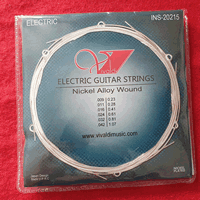 ELECTRIC
INS-20215
ELECTRIC GUITAR STRINGS
Nickel Alloy Wound
.009 | 0.23
.011 | 0.28
.016 | 0.41
.024 | 0.61
.032 | 0.81
.042 | 1.07
www.vivaldimusic.com